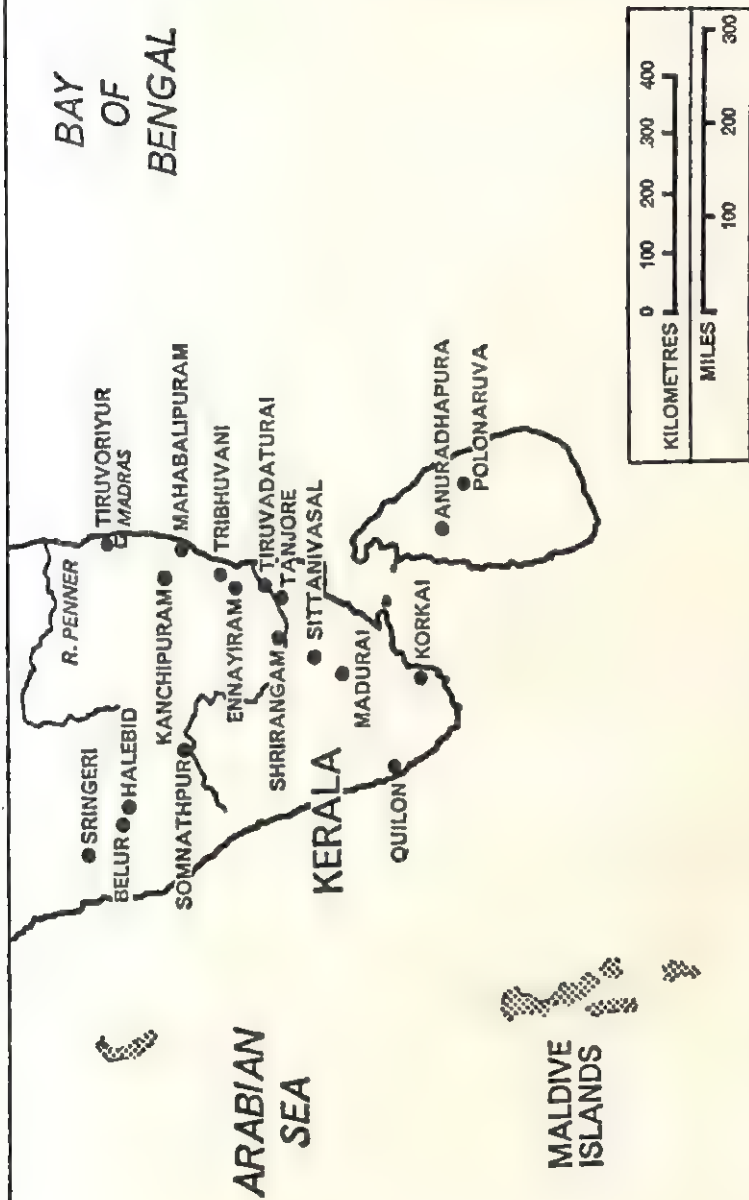 BAY
OF
BENGAL
R. PENNER
TIRUVORIYUR
MADRAS
SRINGERI
BELUR
HALEBID
KANCHIPURAM
MAHABALIPURAM
SOMNATHPUR
TRIBHUVANI
ENNAYIRAM
TIRUVADATURAI
TANJORE
SHRIRANGAM
SITTANIVASAL
KERALA
MADURAI
QUILON
KORKAI
ANURADHAPURA
POLONARUVA
ARABIAN
SEA
MALDIVE
ISLANDS
KILOMETRES 0 100 200 300 400
MILES 100 200 300